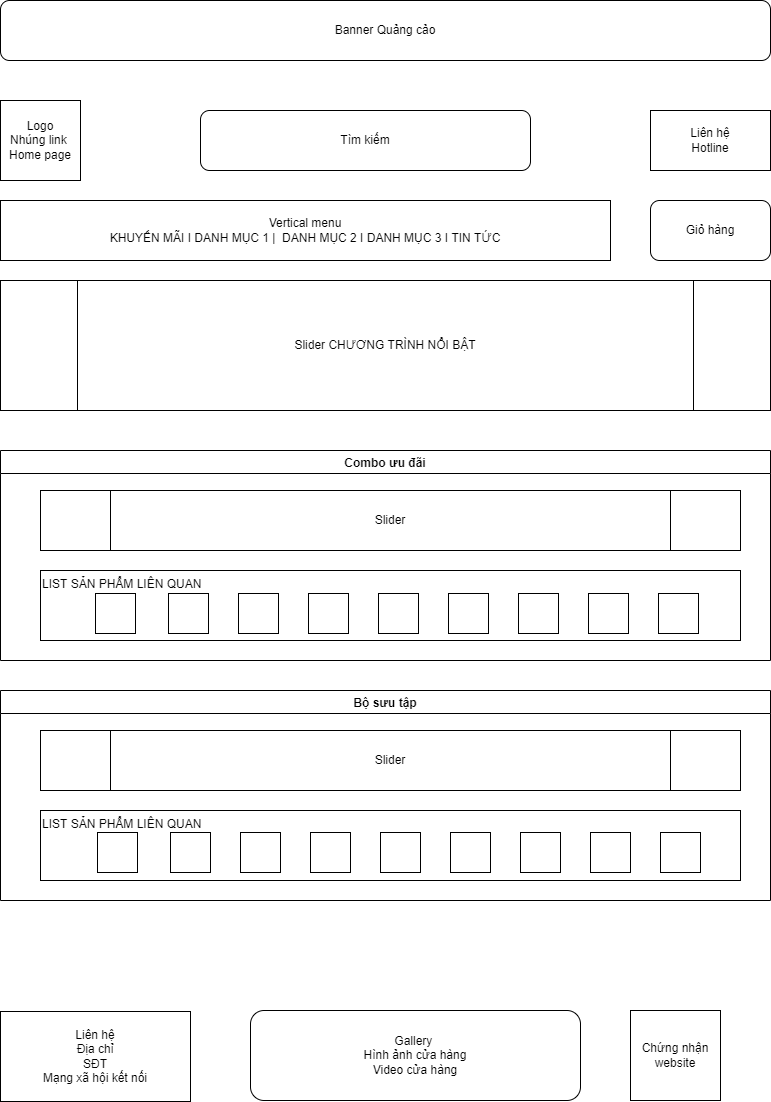 Banner Quảng cảo
Logo
Nhúng link
Home page
Tìm kiếm
Liên hệ
Hotline
Vertical menu
KHUYẾN MÃI I DANH MỤC 1 | DANH MỤC 2 I DANH MỤC 3 I TIN TỨC
Giỏ hàng
Slider CHƯƠNG TRÌNH NỔI BẬT
Combo ưu đãi
Slider
LIST SẢN PHẨM LIÊN QUAN
Bộ sưu tập
Slider
LIST SẢN PHẨM LIÊN QUAN
Liên hệ
Địa chỉ
SĐT
Mạng xã hội kết nối
Gallery
Hình ảnh cửa hàng
Video cửa hàng
Chứng nhận
website